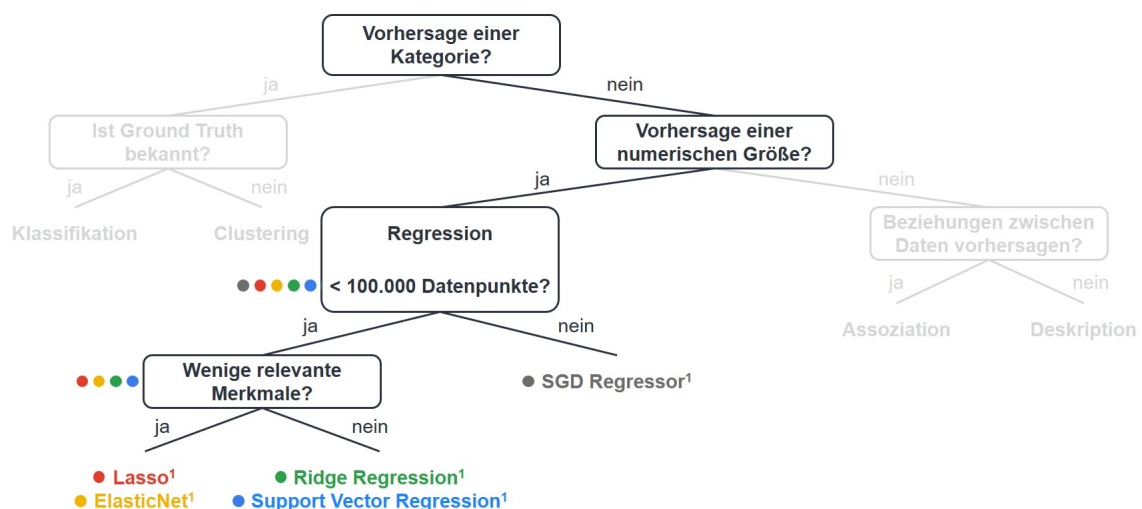 Vorhersage einer
Kategorie?
ja
nein
Ist Ground Truth
bekannt?
Vorhersage einer
numerischen Größe?
ja
nein
ja
nein
Klassifikation
Clustering
Regression
< 100.000 Datenpunkte?
Beziehungen zwischen
Daten vorhersagen?
ja
nein
Assoziation
Deskription
ja
nein
Wenige relevante
Merkmale?
SGD Regressor¹
ja
nein
Lasso¹
Ridge Regression¹
ElasticNet¹
Support Vector Regression¹